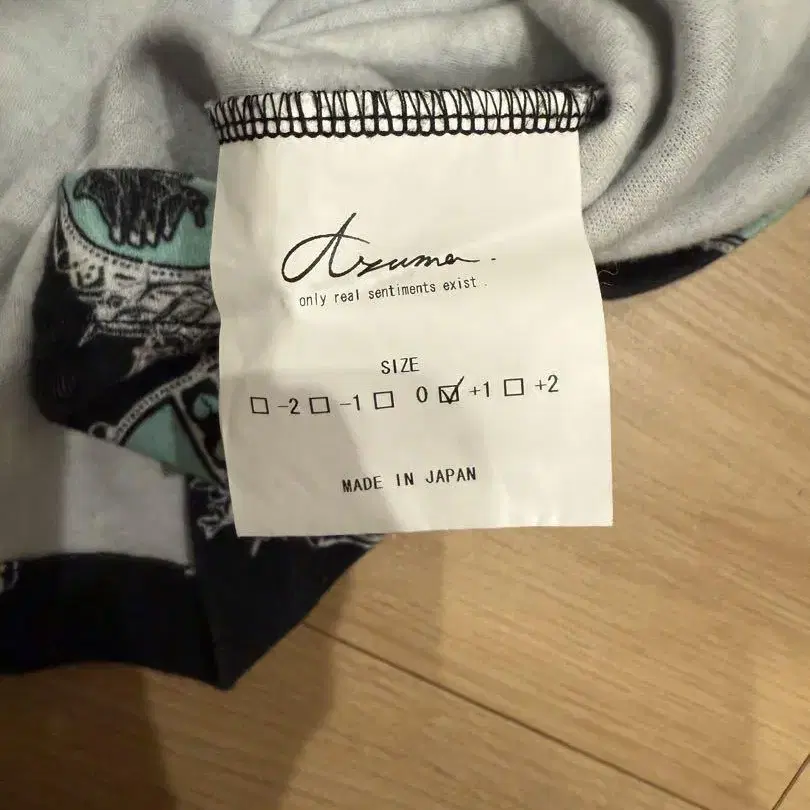 Azuma.
only real sentiments exist.
SIZE
□ -2 □ -1 □ 0 ☑ +1 □ +2
MADE IN JAPAN